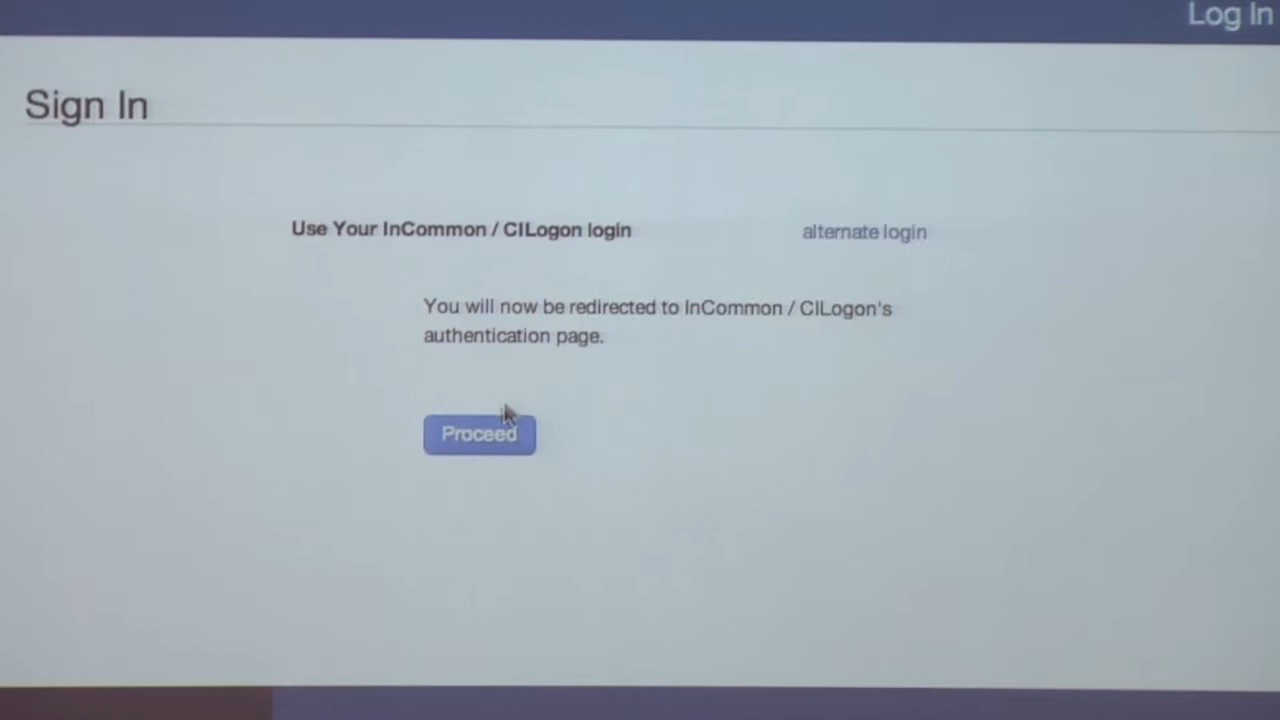 Log In
Sign In
Use Your InCommon / CILogon login
alternate login
You will now be redirected to InCommon / CILogon's
authentication page.
Proceed